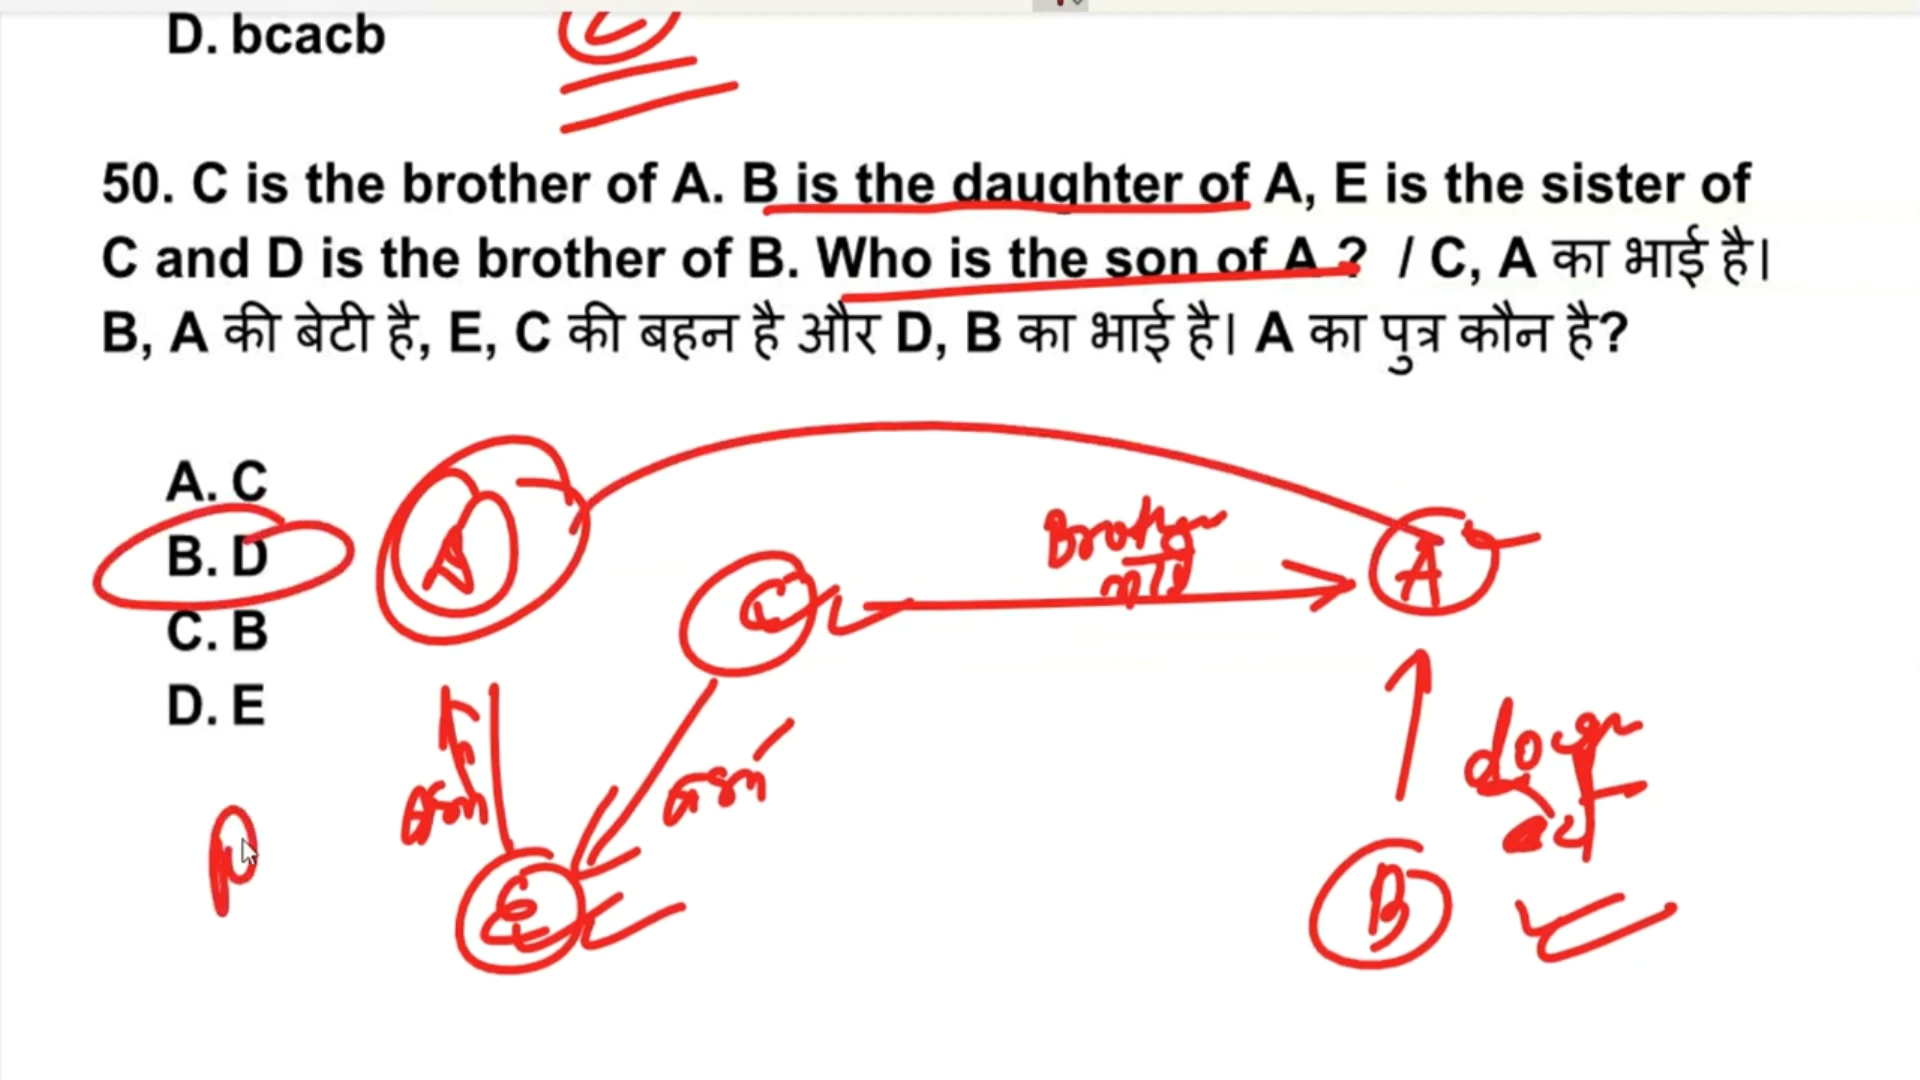 D. bcacb
50. C is the brother of A. B is the daughter of A, E is the sister of
C and D is the brother of B. Who is the son of A ? / C, A का भाई है।
B, A की बेटी है, E, C की बहन है और D, B का भाई है। A का पुत्र कौन है?
A. C
B. D
C. B
D. E
Brother
C
A
E
B